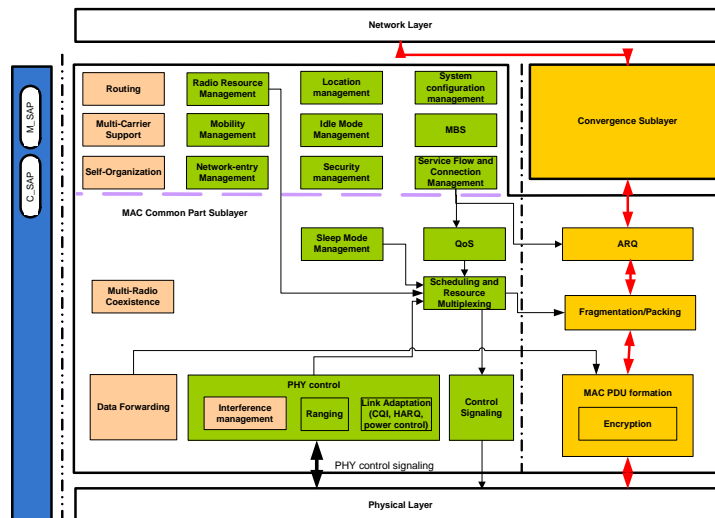 Network Layer
M_SAP
C_SAP
Routing
Radio Resource
Management
Location
management
System
configuration
management
Multi-Carrier
Support
Mobility
Management
Idle Mode
Management
MBS
Self-Organization
Network-entry
Management
Security
management
Service Flow and
Connection
Management
Convergence Sublayer
MAC Common Part Sublayer
Sleep Mode
Management
QoS
ARQ
Multi-Radio
Coexistence
Scheduling and
Resource
Multiplexing
Fragmentation/Packing
Data Forwarding
PHY control
Interference
management
Ranging
Link Adaptation
(CQI, HARQ,
power control)
Control
Signaling
MAC PDU formation
Encryption
PHY control signaling
Physical Layer